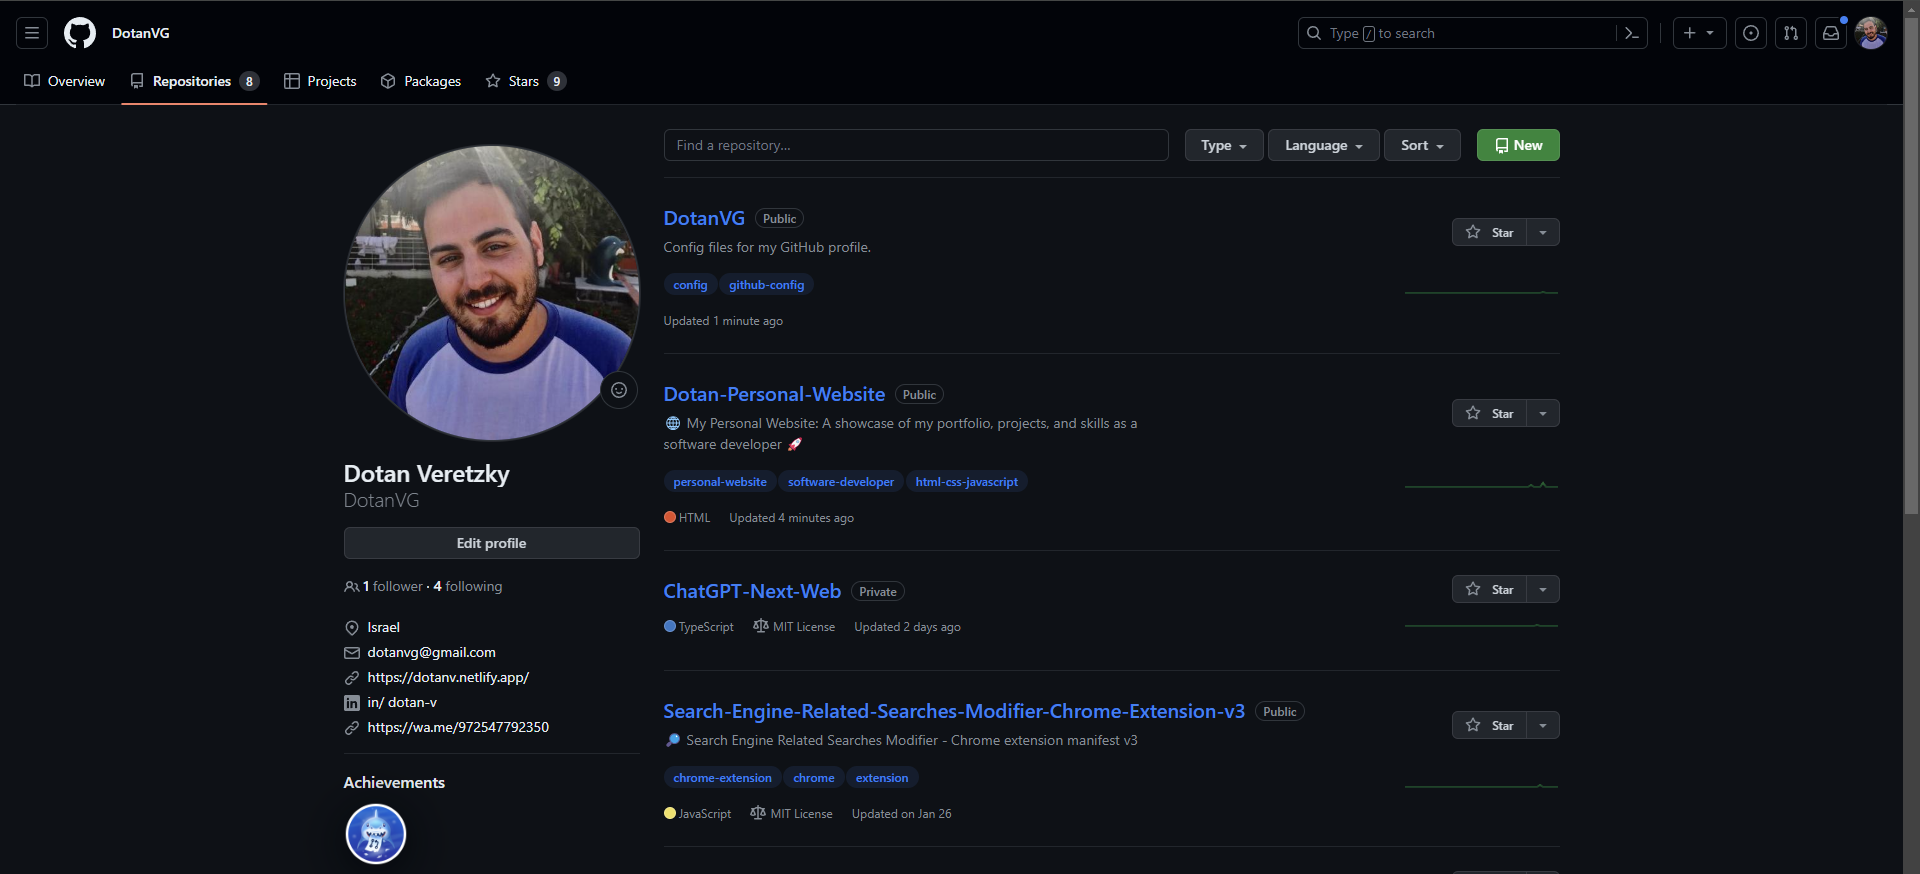 DotanVG
Type / to search
Overview
Repositories 8
Projects
Packages
Stars 9
Find a repository...
Type
Language
Sort
New
Dotan Veretzky
DotanVG
Edit profile
1 follower · 4 following
Israel
dotanvg@gmail.com
https://dotanv.netlify.app/
in/ dotan-v
https://wa.me/972547792350
Achievements
DotanVG Public
Star
Config files for my GitHub profile.
config github-config
Updated 1 minute ago
Dotan-Personal-Website Public
Star
🌐 My Personal Website: A showcase of my portfolio, projects, and skills as a
software developer 🚀
personal-website software-developer html-css-javascript
HTML Updated 4 minutes ago
ChatGPT-Next-Web Private
Star
TypeScript MIT License Updated 2 days ago
Search-Engine-Related-Searches-Modifier-Chrome-Extension-v3 Public
Star
🔎 Search Engine Related Searches Modifier - Chrome extension manifest v3
chrome-extension chrome extension
JavaScript MIT License Updated on Jan 26